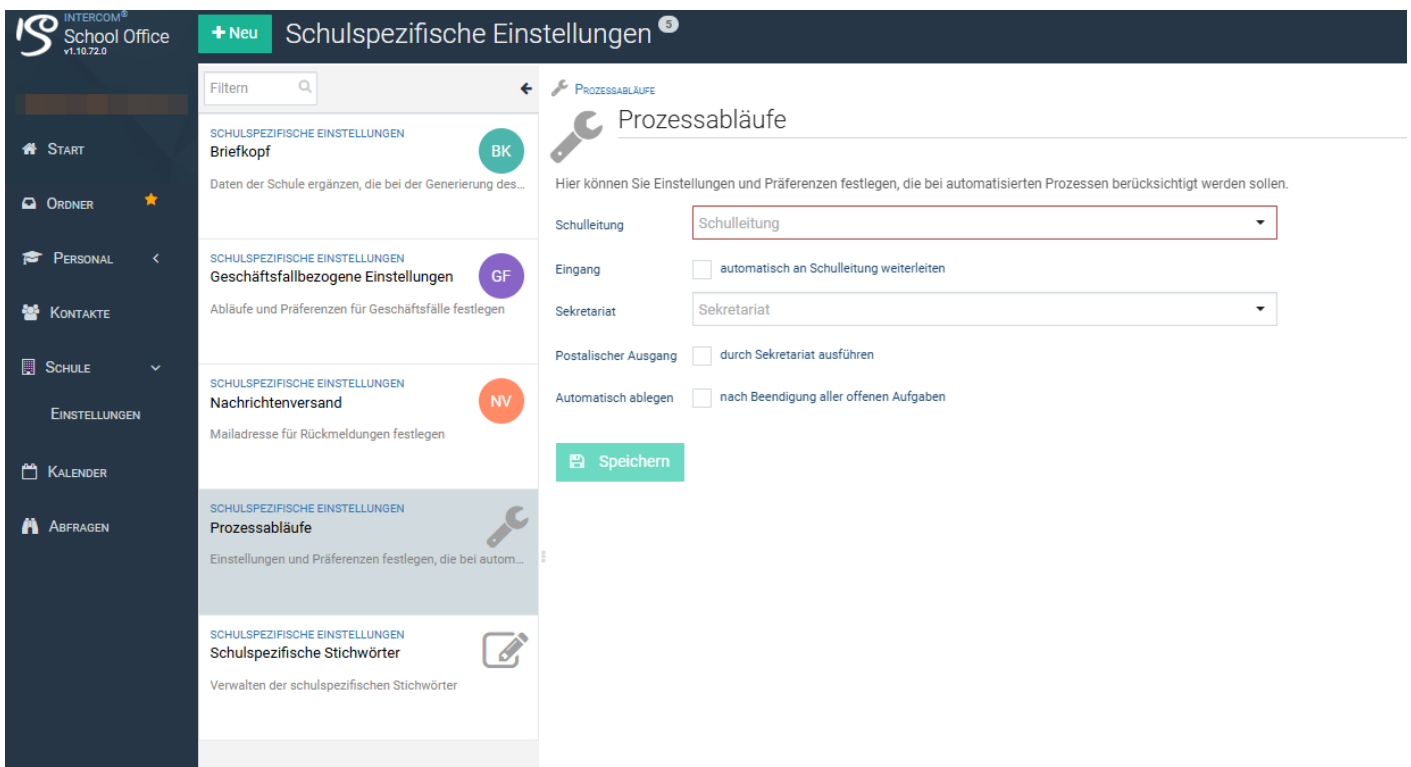 INTERCOM®
School Office
v1.10.72.0
START
ORDNER
PERSONAL
KONTAKTE
SCHULE
EINSTELLUNGEN
KALENDER
ABFRAGEN
+ Neu
Schulspezifische Einstellungen 5
Filtern
SCHULSPEZIFISCHE EINSTELLUNGEN
Briefkopf
BK
Daten der Schule ergänzen, die bei der Generierung des...
SCHULSPEZIFISCHE EINSTELLUNGEN
Geschäftsfallbezogene Einstellungen
GF
Abläufe und Präferenzen für Geschäftsfälle festlegen
SCHULSPEZIFISCHE EINSTELLUNGEN
Nachrichtenversand
NV
Mailadresse für Rückmeldungen festlegen
SCHULSPEZIFISCHE EINSTELLUNGEN
Prozessabläufe
Einstellungen und Präferenzen festlegen, die bei autom...
SCHULSPEZIFISCHE EINSTELLUNGEN
Schulspezifische Stichwörter
Verwalten der schulspezifischen Stichwörter
PROZESSABLÄUFE
Prozessabläufe
Hier können Sie Einstellungen und Präferenzen festlegen, die bei automatisierten Prozessen berücksichtigt werden sollen.
Schulleitung Schulleitung
Eingang automatisch an Schulleitung weiterleiten
Sekretariat Sekretariat
Postalischer Ausgang durch Sekretariat ausführen
Automatisch ablegen nach Beendigung aller offenen Aufgaben
Speichern